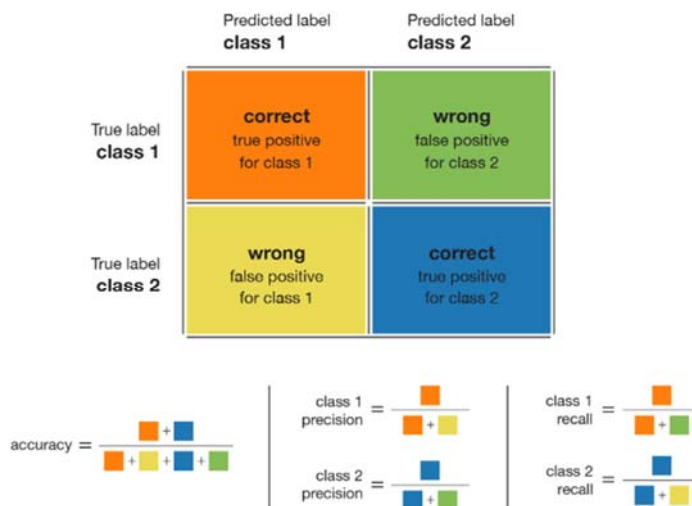 Predicted label Predicted label
class 1 class 2
True label
class 1
correct
true positive
for class 1
wrong
false positive
for class 2
True label
class 2
wrong
false positive
for class 1
correct
true positive
for class 2
accuracy = + / + + +
class 1
precision = / +
class 2
precision = / +
class 1
recall = / +
class 2
recall = / +